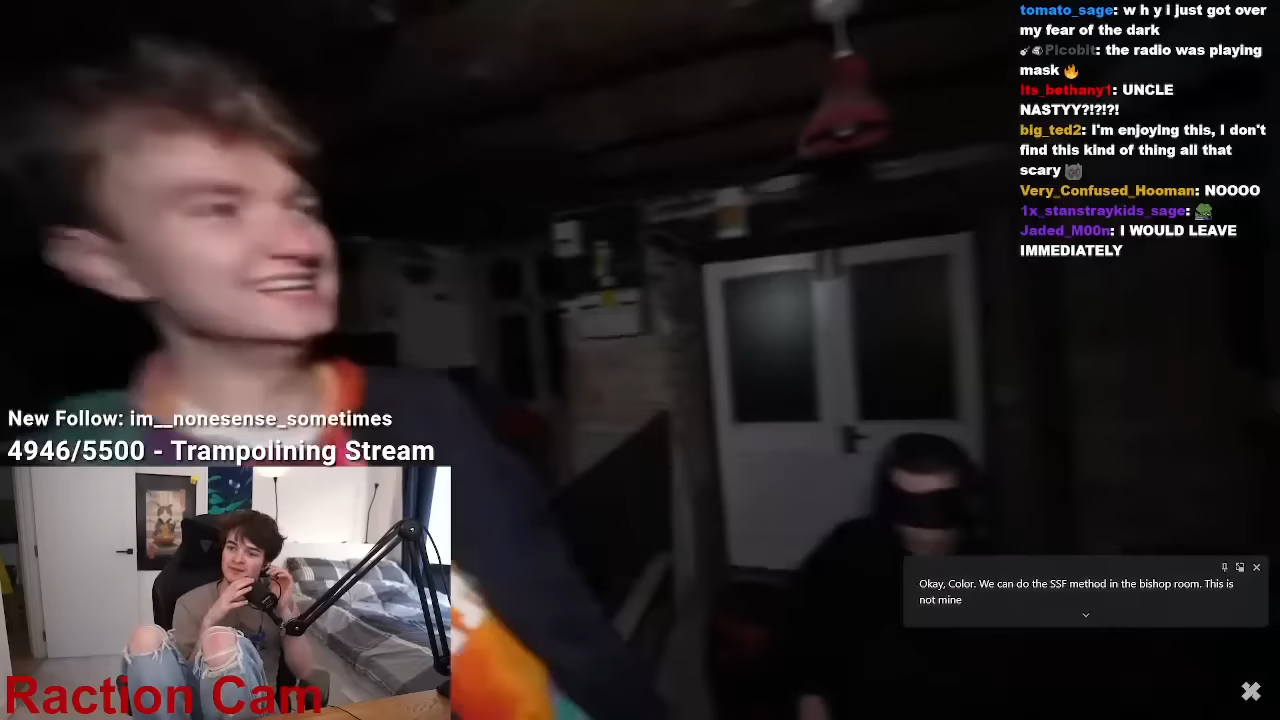 tomato_sage: w h y i just got over
my fear of the dark
Picobit: the radio was playing
mask 🔥
Its_bethany1: UNCLE
NASTYY?!?!?!
big_ted2: I'm enjoying this, I don't
find this kind of thing all that
scary
Very_Confused_Hooman: NOOOO
1x_stanstraykids_sage:
Jaded_M00n: I WOULD LEAVE
IMMEDIATELY
New Follow: im__nonesense_sometimes
4946/5500 - Trampolining Stream
Okay, Color. We can do the SSF method in the bishop room. This is
not mine
Raction Cam